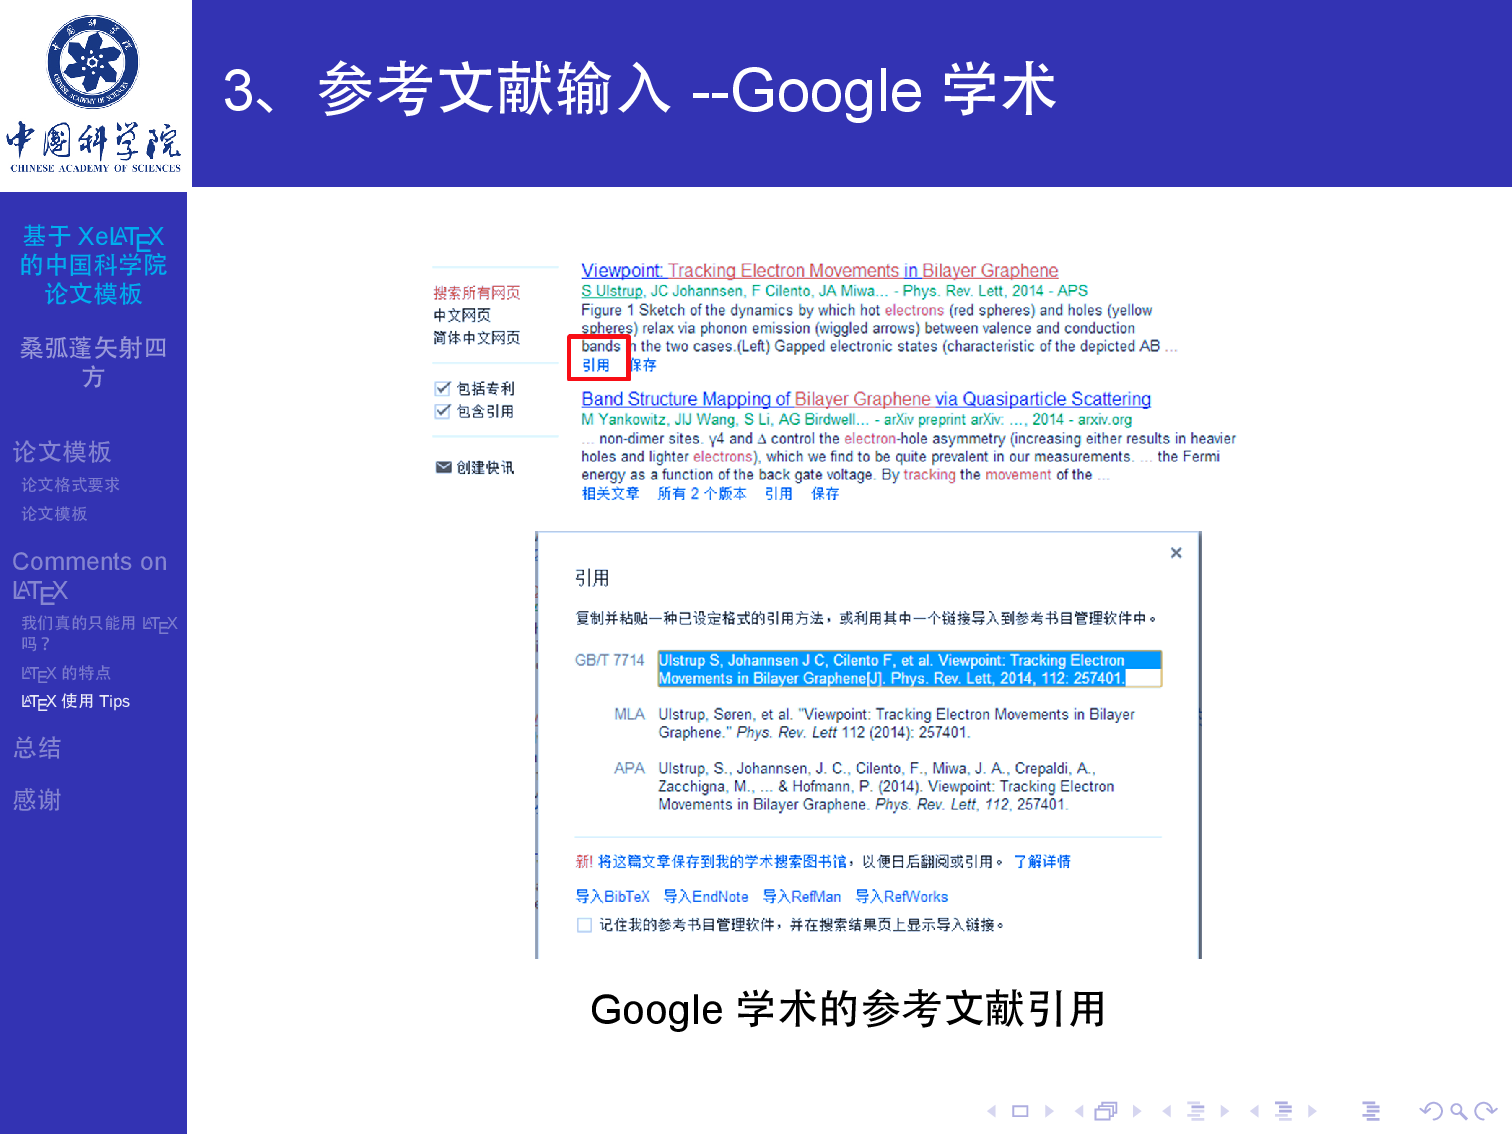 中国科学院
CHINESE ACADEMY OF SCIENCES
3、参考文献输入 --Google 学术
基于 XeLATEX
的中国科学院
论文模板
桑弧蓬矢射四
方
论文模板
论文格式要求
论文模板
Comments on
LATEX
我们真的只能用 LATEX
吗？
LATEX 的特点
LATEX 使用 Tips
总结
感谢
搜索所有网页
中文网页
简体中文网页
包括专利
包含引用
创建快讯
Viewpoint: Tracking Electron Movements in Bilayer Graphene
S Ulstrup, JC Johannsen, F Cilento, JA Miwa... - Phys. Rev. Lett, 2014 - APS
Figure 1 Sketch of the dynamics by which hot electrons (red spheres) and holes (yellow
spheres) relax via phonon emission (wiggled arrows) between valence and conduction
bands in the two cases.(Left) Gapped electronic states (characteristic of the depicted AB ...
引用 保存
Band Structure Mapping of Bilayer Graphene via Quasiparticle Scattering
M Yankowitz, JIJ Wang, S Li, AG Birdwell... - arXiv preprint arXiv: ..., 2014 - arxiv.org
... non-dimer sites. γ4 and Δ control the electron-hole asymmetry (increasing either results in heavier
holes and lighter electrons), which we find to be quite prevalent in our measurements. ... the Fermi
energy as a function of the back gate voltage. By tracking the movement of the ...
相关文章 所有 2 个版本 引用 保存
×
引用
复制并粘贴一种已设定格式的引用方法，或利用其中一个链接导入到参考书目管理软件中。
GB/T 7714 Ulstrup S, Johannsen J C, Cilento F, et al. Viewpoint: Tracking Electron
Movements in Bilayer Graphene[J]. Phys. Rev. Lett, 2014, 112: 257401.
MLA Ulstrup, Søren, et al. "Viewpoint: Tracking Electron Movements in Bilayer
Graphene." Phys. Rev. Lett 112 (2014): 257401.
APA Ulstrup, S., Johannsen, J. C., Cilento, F., Miwa, J. A., Crepaldi, A.,
Zacchigna, M., ... & Hofmann, P. (2014). Viewpoint: Tracking Electron
Movements in Bilayer Graphene. Phys. Rev. Lett, 112, 257401.
新! 将这篇文章保存到我的学术搜索图书馆，以便日后翻阅或引用。 了解详情
导入BibTeX 导入EndNote 导入RefMan 导入RefWorks
记住我的参考书目管理软件，并在搜索结果页上显示导入链接。
Google 学术的参考文献引用